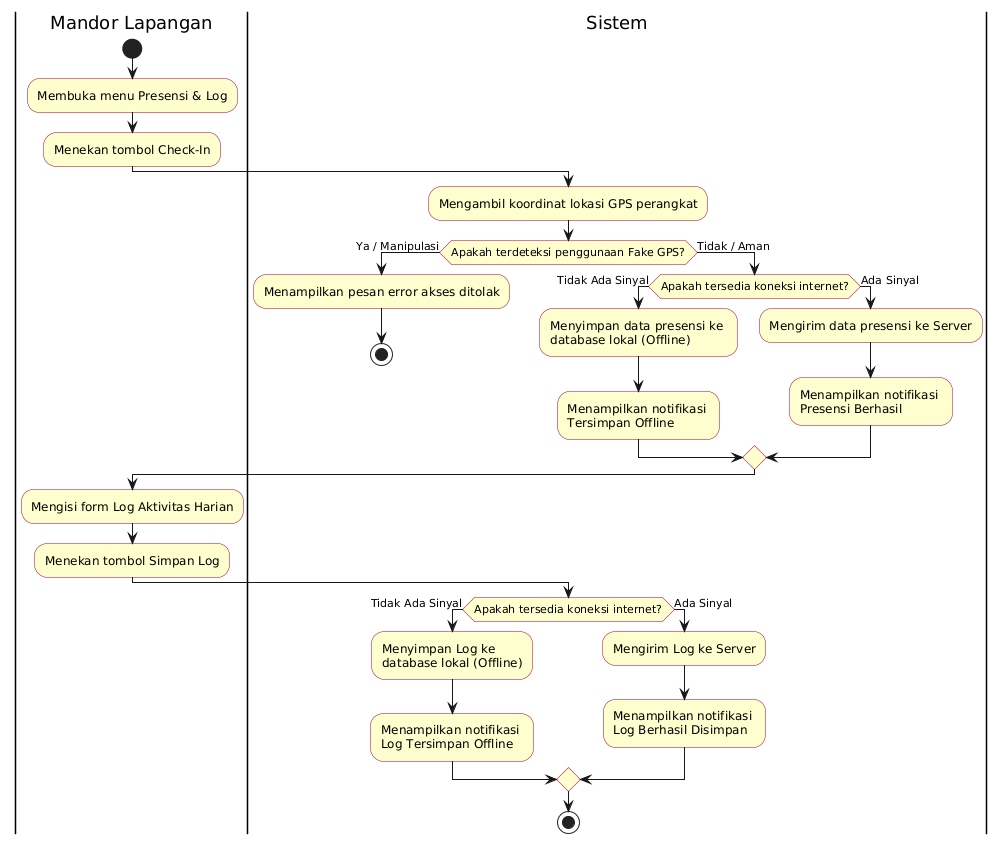 Mandor Lapangan
Sistem
Membuka menu Presensi & Log
Menekan tombol Check-In
Mengambil koordinat lokasi GPS perangkat
Ya / Manipulasi
Apakah terdeteksi penggunaan Fake GPS?
Tidak / Aman
Menampilkan pesan error akses ditolak
Tidak Ada Sinyal
Apakah tersedia koneksi internet?
Ada Sinyal
Menyimpan data presensi ke
database lokal (Offline)
Mengirim data presensi ke Server
Menampilkan notifikasi
Tersimpan Offline
Menampilkan notifikasi
Presensi Berhasil
Mengisi form Log Aktivitas Harian
Menekan tombol Simpan Log
Tidak Ada Sinyal
Apakah tersedia koneksi internet?
Ada Sinyal
Menyimpan Log ke
database lokal (Offline)
Mengirim Log ke Server
Menampilkan notifikasi
Log Tersimpan Offline
Menampilkan notifikasi
Log Berhasil Disimpan